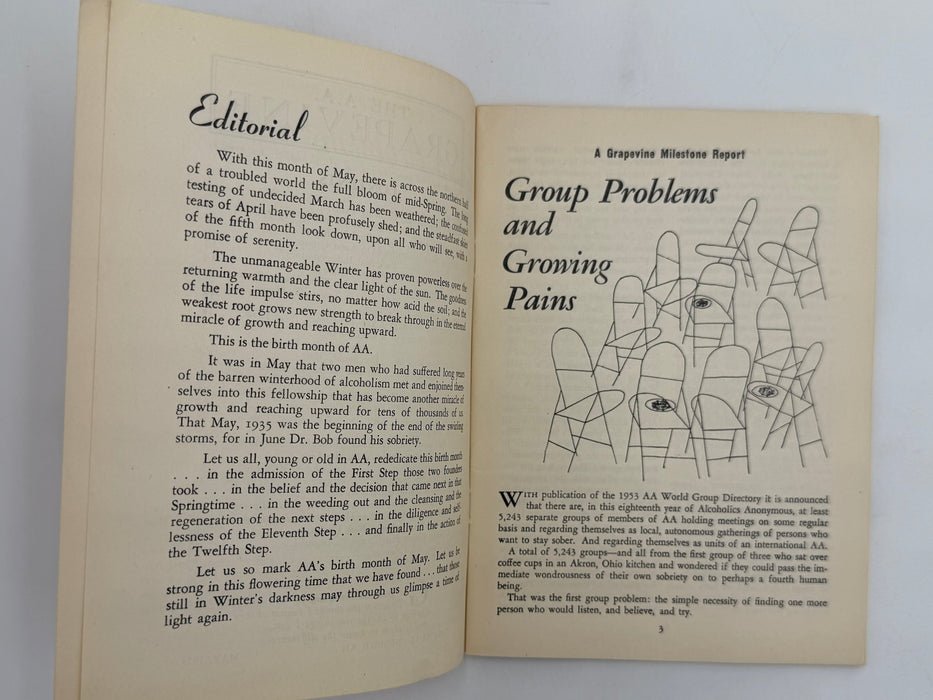 Editorial
With this month of May, there is across the northern half
of a troubled world the full bloom of mid-Spring. The long
testing of undecided March has been weathered; the confused
tears of April have been profusely shed; and the steadfast skies
of the fifth month look down, upon all who will see, with a
promise of serenity.
The unmanageable Winter has proven powerless over the
returning warmth and the clear light of the sun. The goodness
of the life impulse stirs, no matter how acid the soil; and the
weakest root grows new strength to break through in the eternal
miracle of growth and reaching upward.
This is the birth month of AA.
It was in May that two men who had suffered long years
of the barren winterhood of alcoholism met and enjoined them-
selves into this fellowship that has become another miracle of
growth and reaching upward for tens of thousands of us.
That May, 1935 was the beginning of the end of the swirling
storms, for in June Dr. Bob found his sobriety.
Let us all, young or old in AA, rededicate this birth month
. . . in the admission of the First Step those two founders
took . . . in the belief and the decision that came next in that
Springtime . . . in the weeding out and the cleansing and the
regeneration of the next steps . . . in the diligence and self-
lessness of the Eleventh Step . . . and finally in the action of
the Twelfth Step.
Let us so mark AA's birth month of May. Let us be
strong in this flowering time that we have found . . . that those
still in Winter's darkness may through us glimpse a time of
light again.
A Grapevine Milestone Report
Group Problems
and
Growing
Pains
WITH publication of the 1953 AA World Group Directory it is announced
that there are, in this eighteenth year of Alcoholics Anonymous, at least
5,243 separate groups of members of AA holding meetings on some regular
basis and regarding themselves as local, autonomous gatherings of persons who
want to stay sober. And regarding themselves as units of an international AA.
A total of 5,243 groups—and all from the first group of three who sat over
coffee cups in an Akron, Ohio kitchen and wondered if they could pass the im-
mediate wondrousness of their own sobriety on to perhaps a fourth human
being.
That was the first group problem: the simple necessity of finding one more
person who would listen, and believe, and try.
3